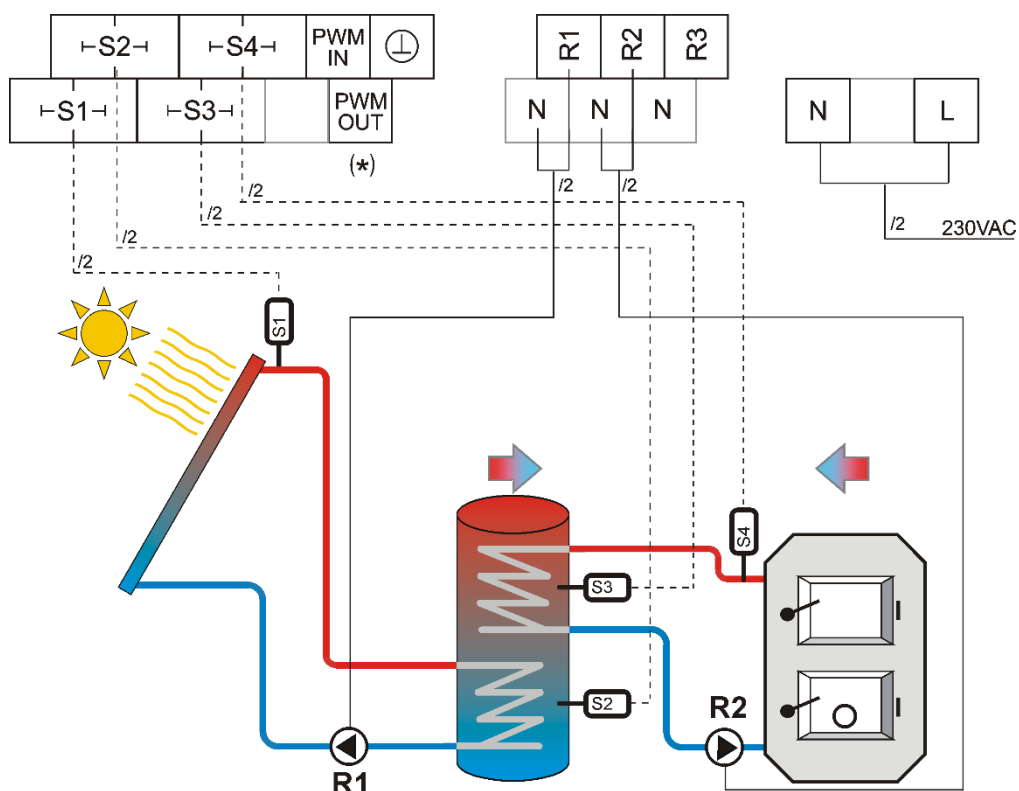 ⊢S2⊣ ⊢S4⊣ PWM IN
R1 R2 R3
⊢S1⊣ ⊢S3⊣ PWM OUT
N N N
N L
(*)
/2 /2
/2 /2
/2 /2
/2
/2 230VAC
S1
S4
S3
S2
R1
R2